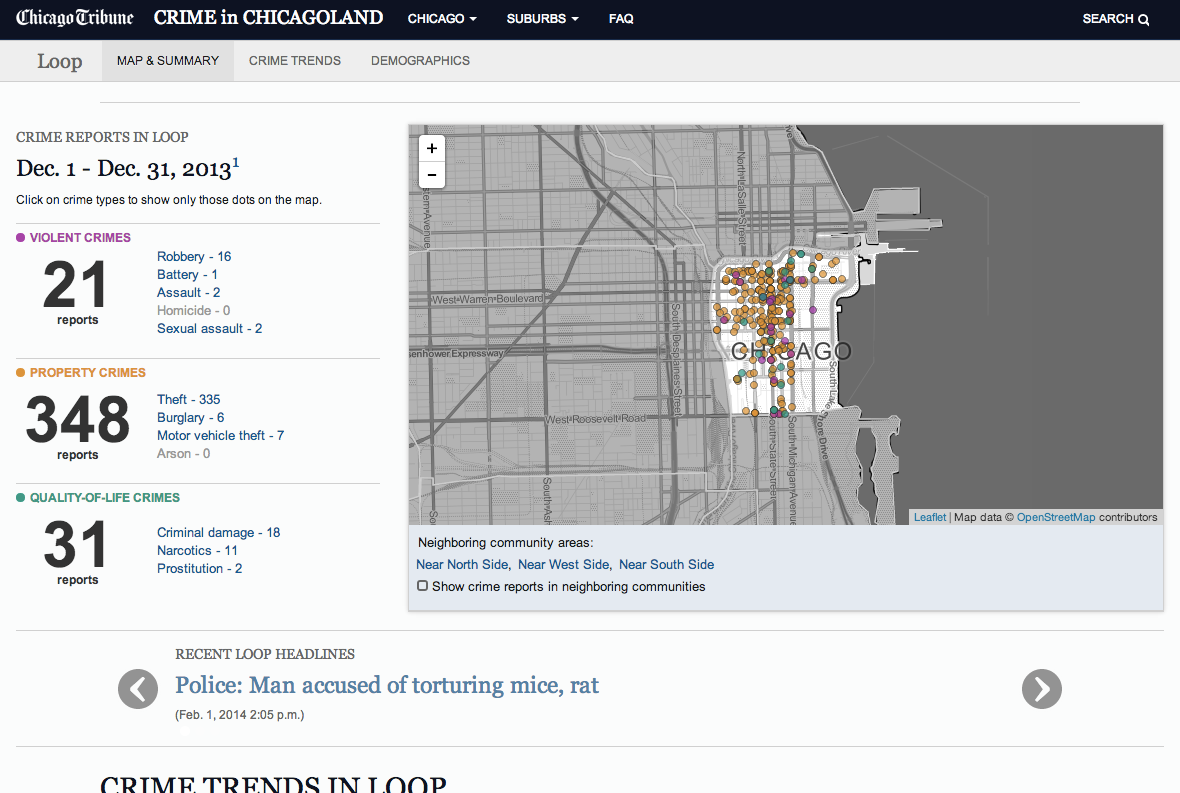 Chicago Tribune CRIME in CHICAGOLAND CHICAGO SUBURBS FAQ SEARCH
Loop MAP & SUMMARY CRIME TRENDS DEMOGRAPHICS
CRIME REPORTS IN LOOP
Dec. 1 - Dec. 31, 2013¹
Click on crime types to show only those dots on the map.
VIOLENT CRIMES
21
reports
Robbery - 16
Battery - 1
Assault - 2
Homicide - 0
Sexual assault - 2
PROPERTY CRIMES
348
reports
Theft - 335
Burglary - 6
Motor vehicle theft - 7
Arson - 0
QUALITY-OF-LIFE CRIMES
31
reports
Criminal damage - 18
Narcotics - 11
Prostitution - 2
+
-
North LaSalle Street
West Warren Boulevard
South Desplaines Street
Expressway
CHICAGO
West Roosevelt Road
South State Street
South Michigan Avenue
Shore Drive
Leaflet | Map data © OpenStreetMap contributors
Neighboring community areas:
Near North Side, Near West Side, Near South Side
Show crime reports in neighboring communities
RECENT LOOP HEADLINES
Police: Man accused of torturing mice, rat
(Feb. 1, 2014 2:05 p.m.)
CRIME TRENDS IN LOOP